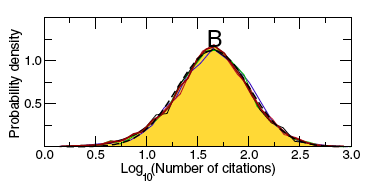 B
Probability density
1.0
0.5
0.0 0.5 1.0 1.5 2.0 2.5 3.0
Log10(Number of citations)